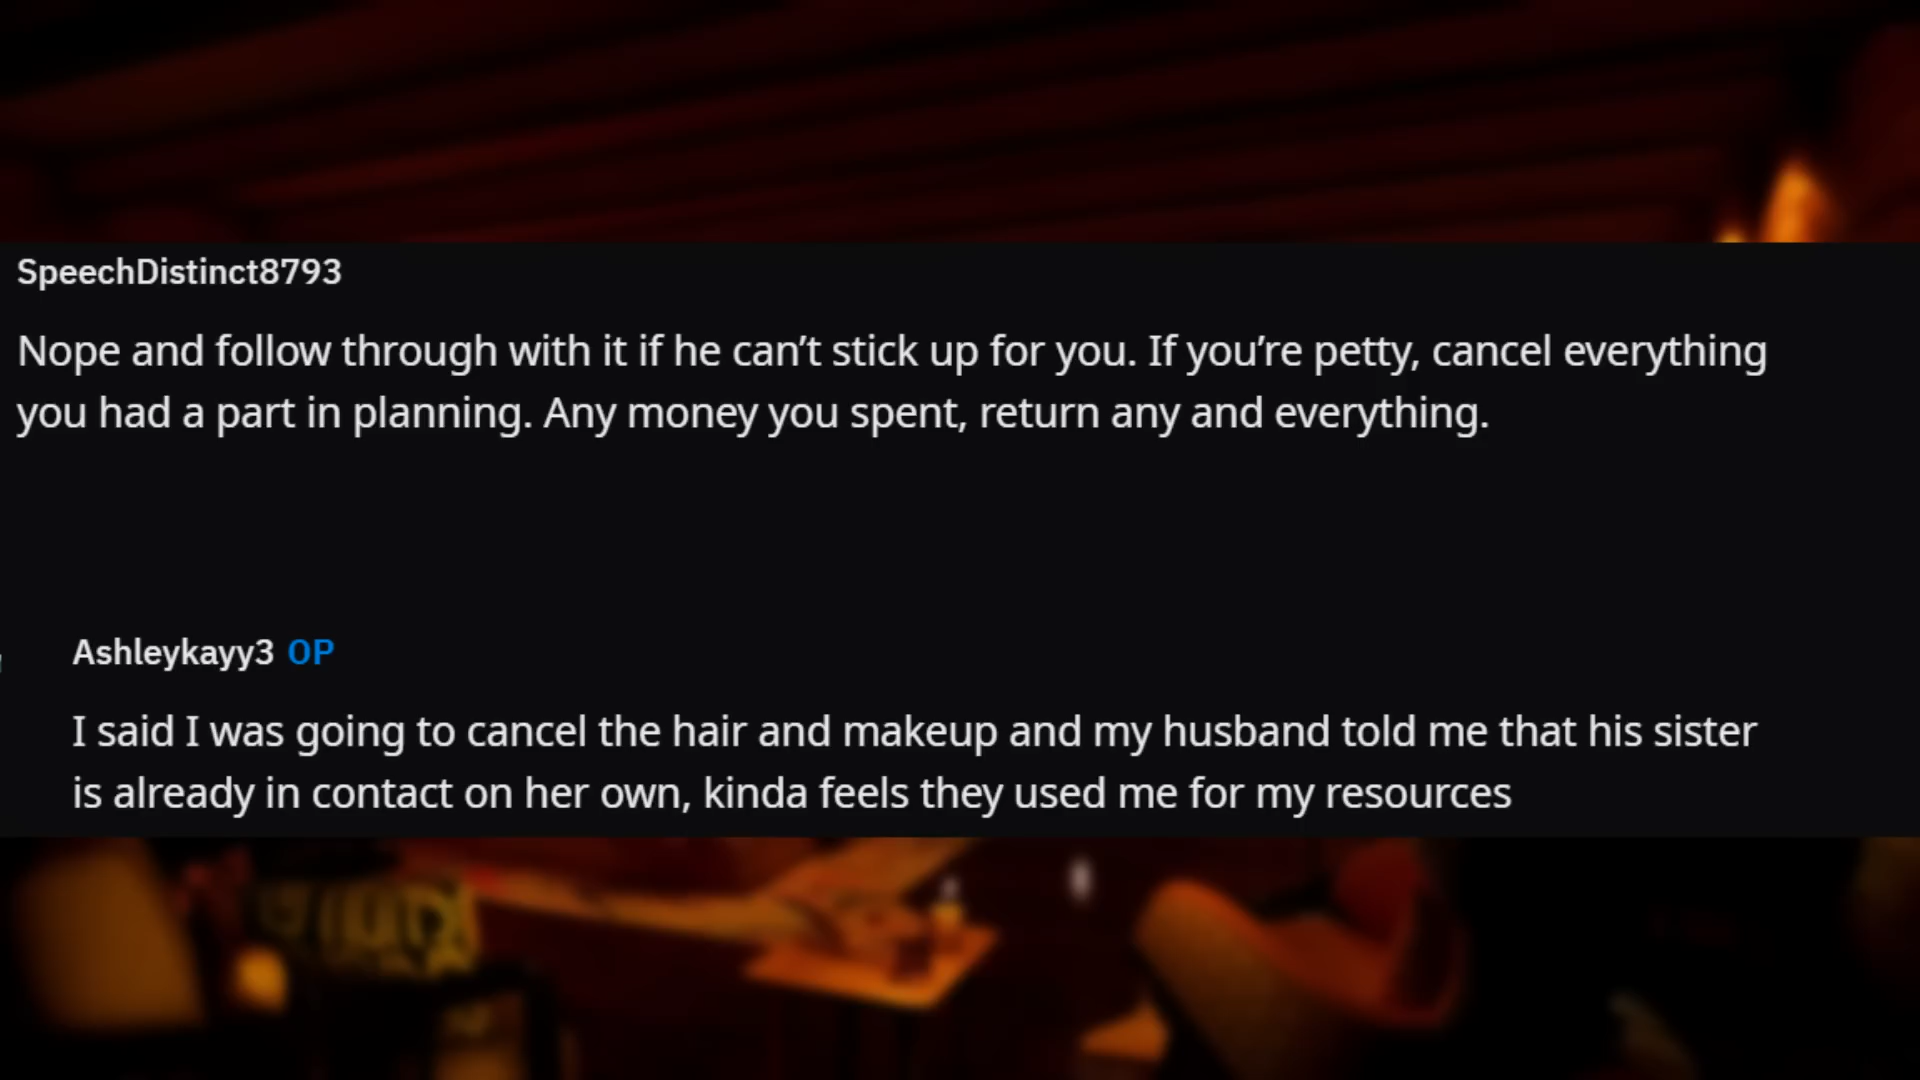 SpeechDistinct8793
Nope and follow through with it if he can’t stick up for you. If you’re petty, cancel everything
you had a part in planning. Any money you spent, return any and everything.
Ashleykayy3 OP
I said I was going to cancel the hair and makeup and my husband told me that his sister
is already in contact on her own, kinda feels they used me for my resources